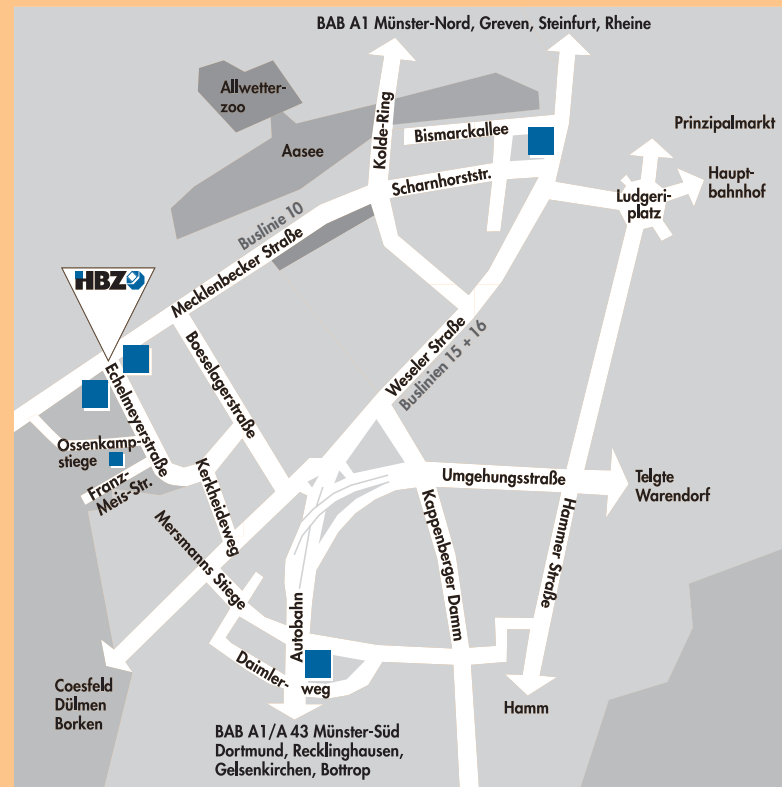 BAB A1 Münster-Nord, Greven, Steinfurt, Rheine
Allwetter-
zoo
Aasee
Kolde-Ring
Bismarckallee
Prinzipalmarkt
Scharnhorststr.
Haupt-
bahnhof
Ludgeri-
platz
Buslinie 10
Mecklenbecker Straße
HBZ
Boeselagerstraße
Weseler Straße
Buslinien 15 + 16
Echelmeyerstraße
Ossenkamp-
stiege
Franz-
Meis-Str.
Kerkheideweg
Umgehungsstraße
Telgte
Warendorf
Kappenberger Damm
Hammer Straße
Mersmanns Stiege
Autobahn
Daimler-
weg
Coesfeld
Dülmen
Borken
Hamm
BAB A1/A 43 Münster-Süd
Dortmund, Recklinghausen,
Gelsenkirchen, Bottrop